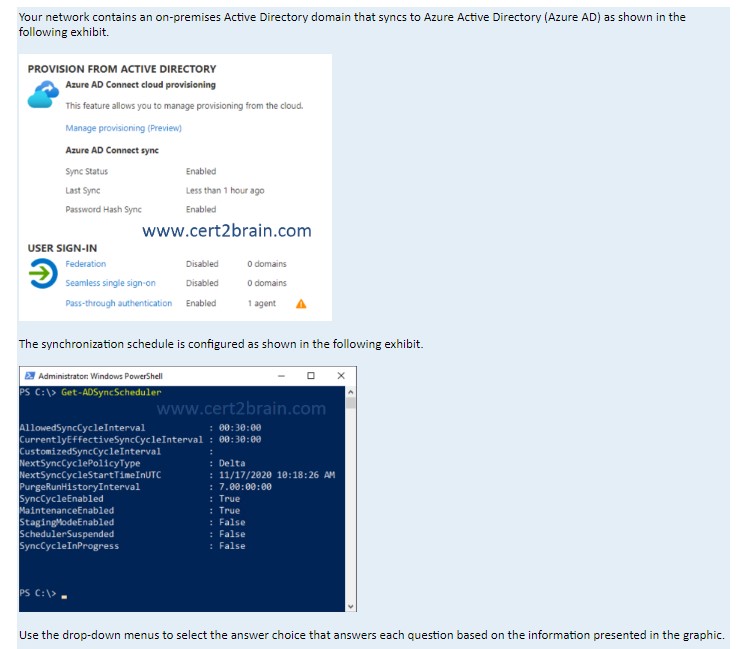 Your network contains an on-premises Active Directory domain that syncs to Azure Active Directory (Azure AD) as shown in the
following exhibit.
PROVISION FROM ACTIVE DIRECTORY
Azure AD Connect cloud provisioning
This feature allows you to manage provisioning from the cloud.
Manage provisioning (Preview)
Azure AD Connect sync
Sync Status Enabled
Last Sync Less than 1 hour ago
Password Hash Sync Enabled
www.cert2brain.com
USER SIGN-IN
Federation Disabled 0 domains
Seamless single sign-on Disabled 0 domains
Pass-through authentication Enabled 1 agent
The synchronization schedule is configured as shown in the following exhibit.
Administrator: Windows PowerShell
PS C:\> Get-ADSyncScheduler
www.cert2brain.com
AllowedSyncCycleInterval : 00:30:00
CurrentlyEffectiveSyncCycleInterval : 00:30:00
CustomizedSyncCycleInterval :
NextSyncCyclePolicyType : Delta
NextSyncCycleStartTimeInUTC : 11/17/2020 10:18:26 AM
PurgeRunHistoryInterval : 7.00:00:00
SyncCycleEnabled : True
MaintenanceEnabled : True
StagingModeEnabled : False
SchedulerSuspended : False
SyncCycleInProgress : False
PS C:\> _
Use the drop-down menus to select the answer choice that answers each question based on the information presented in the graphic.